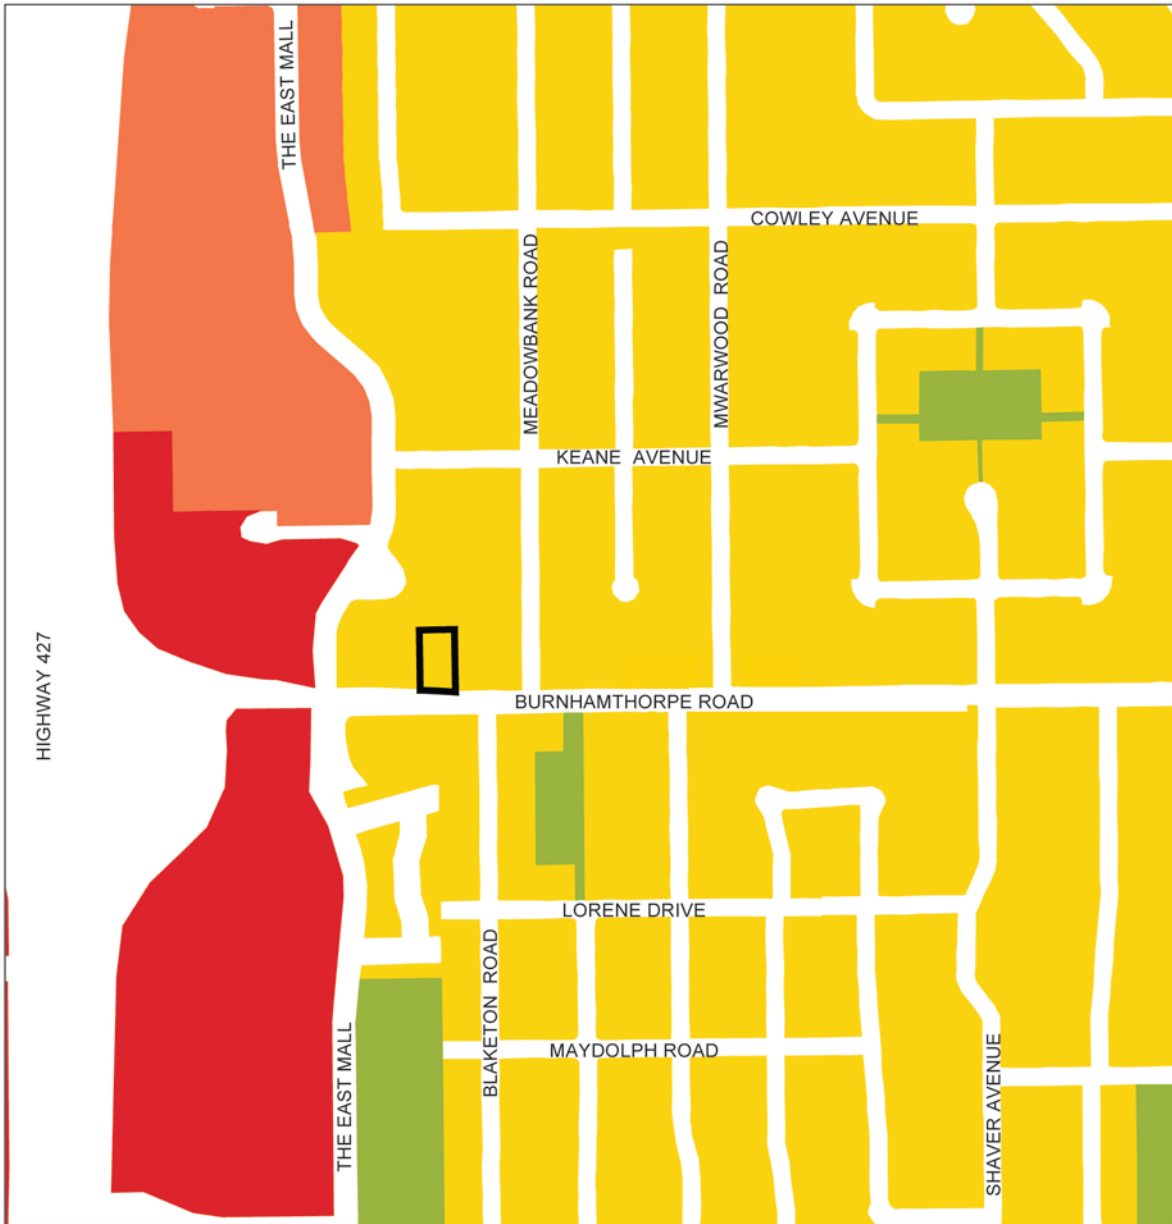 THE EAST MALL
COWLEY AVENUE
MEADOWBANK ROAD
MWARWOOD ROAD
KEANE AVENUE
HIGHWAY 427
BURNHAMTHORPE ROAD
LORENE DRIVE
BLAKETON ROAD
MAYDOLPH ROAD
THE EAST MALL
SHAVER AVENUE